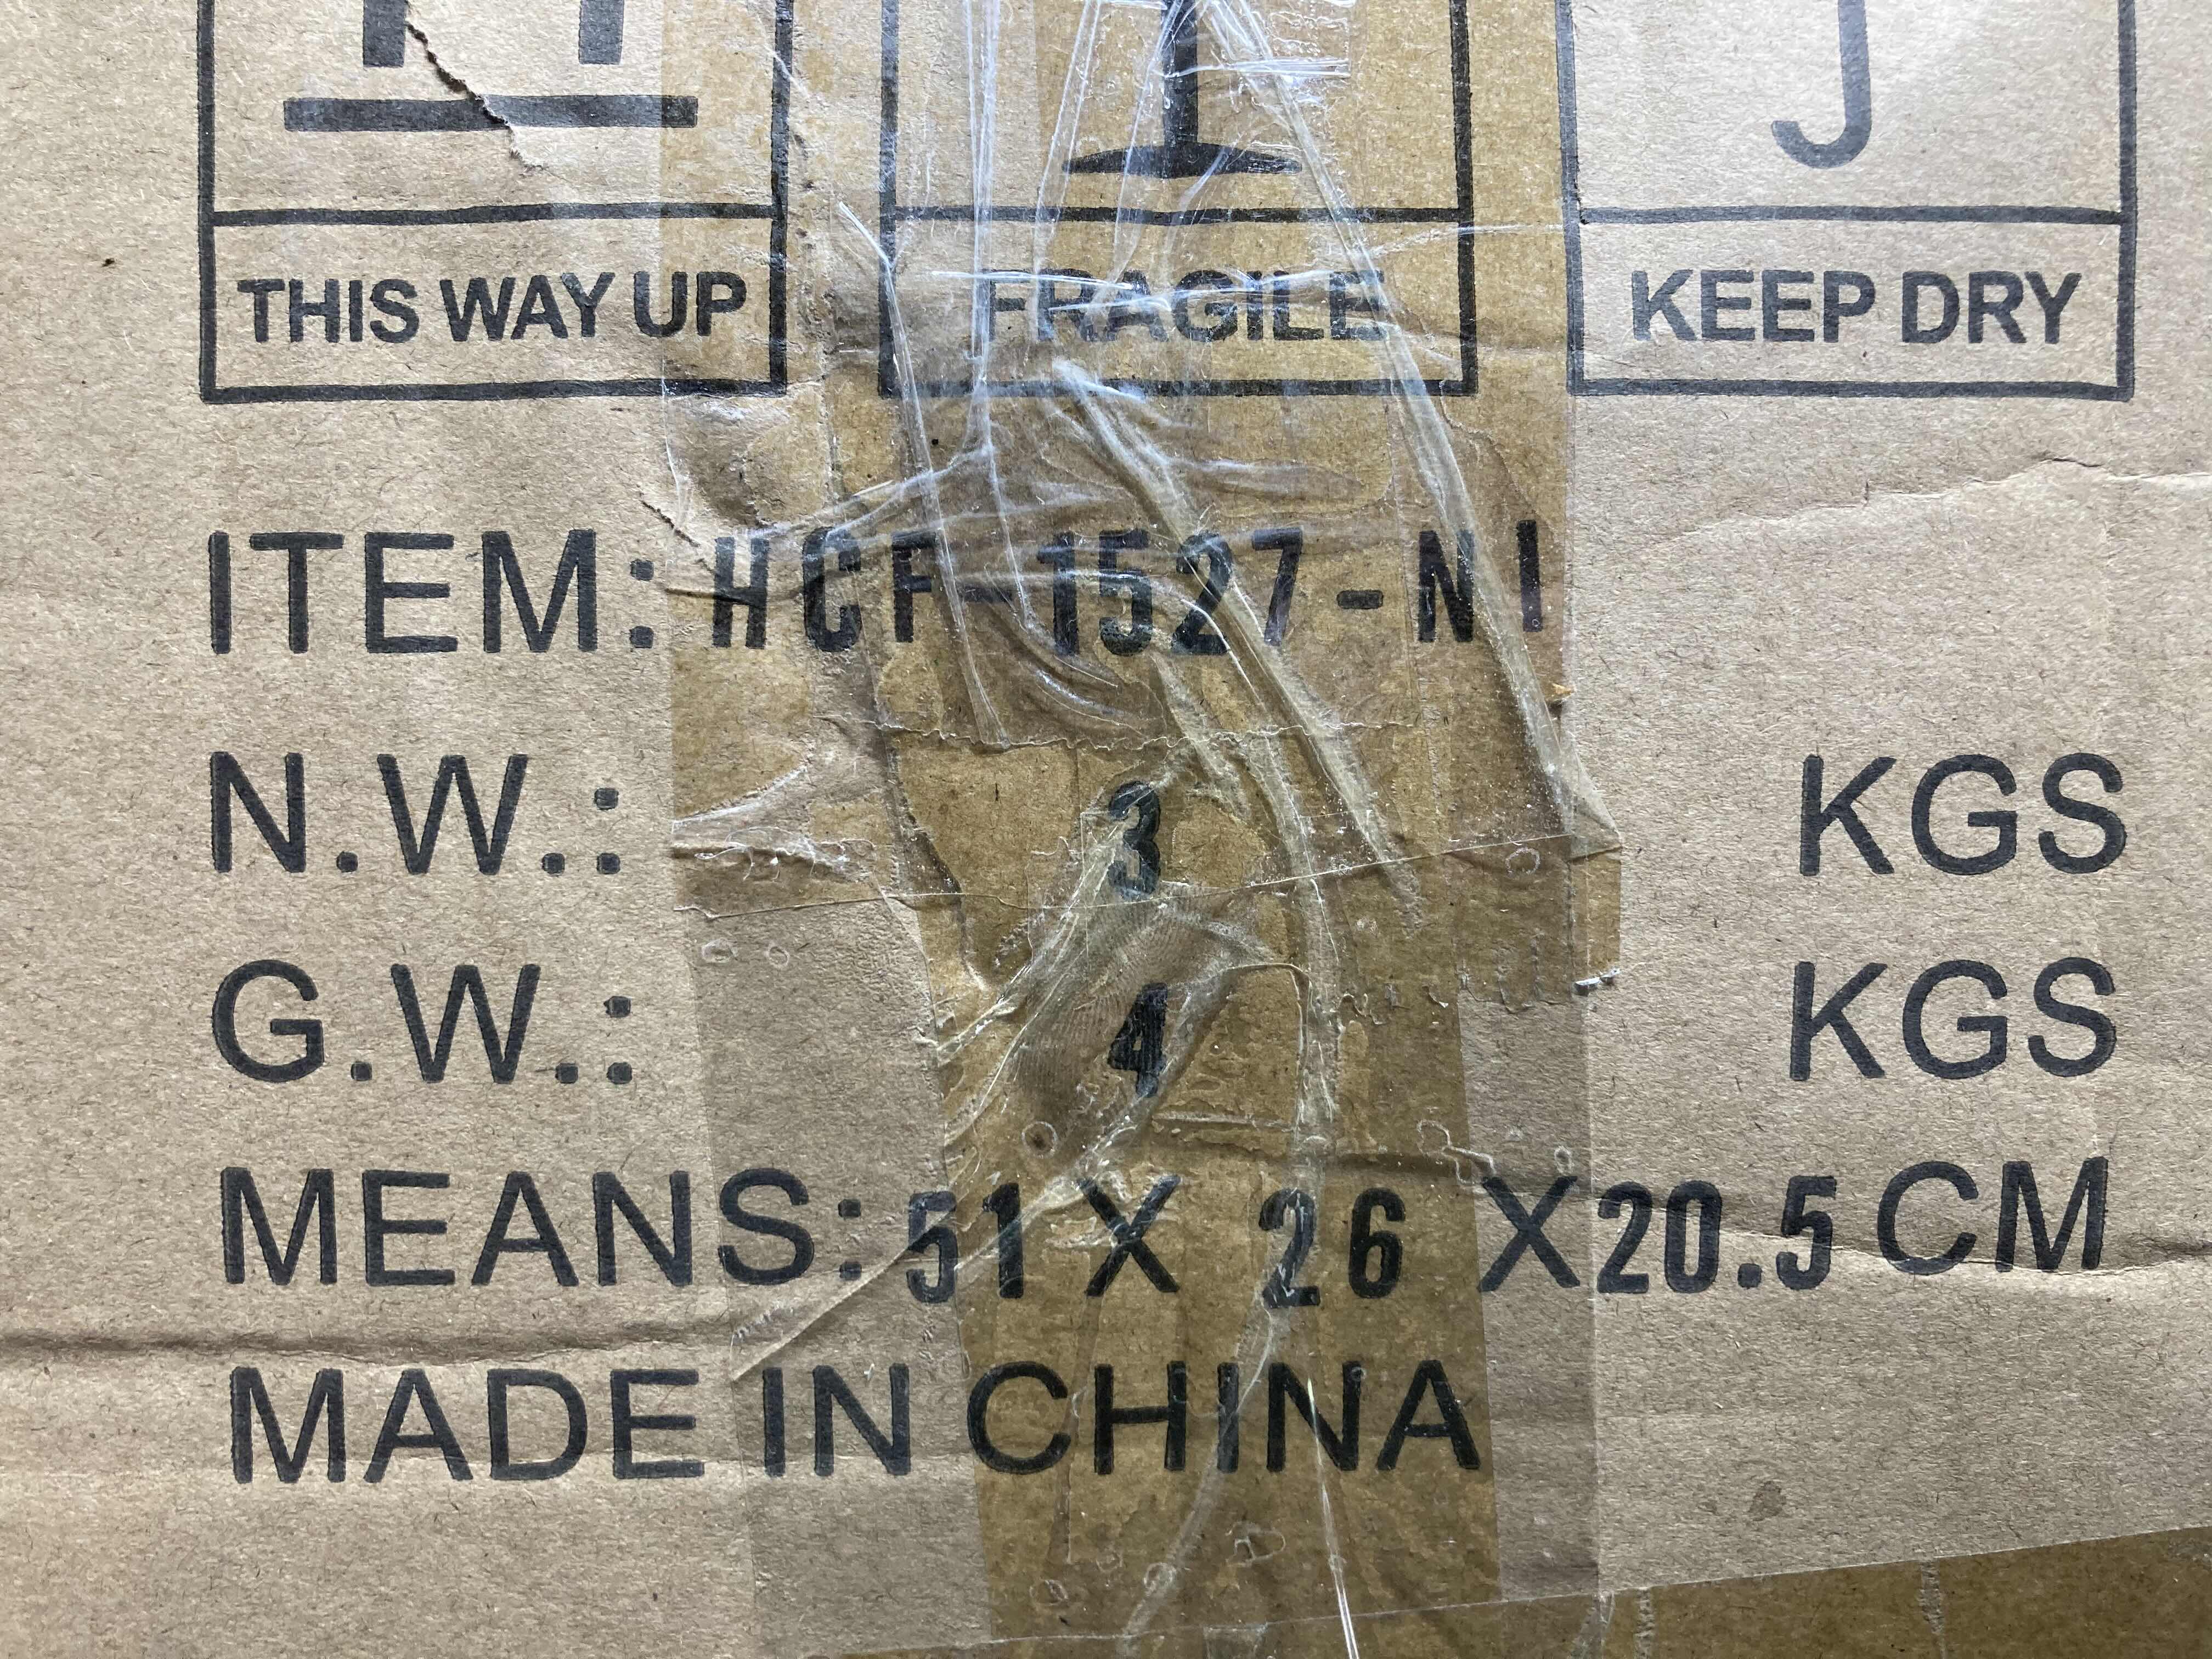 THIS WAY UP FRAGILE KEEP DRY
ITEM: HCF-1527-NI
N.W.: 3 KGS
G.W.: 4 KGS
MEANS: 51 X 26 X 20.5 CM
MADE IN CHINA